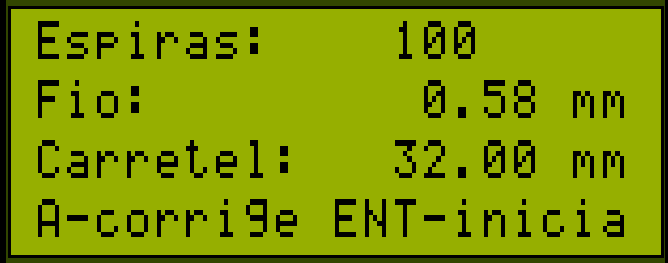 Espiras: 100
Fio: 0.58 mm
Carretel: 32.00 mm
A-corrige ENT-inicia